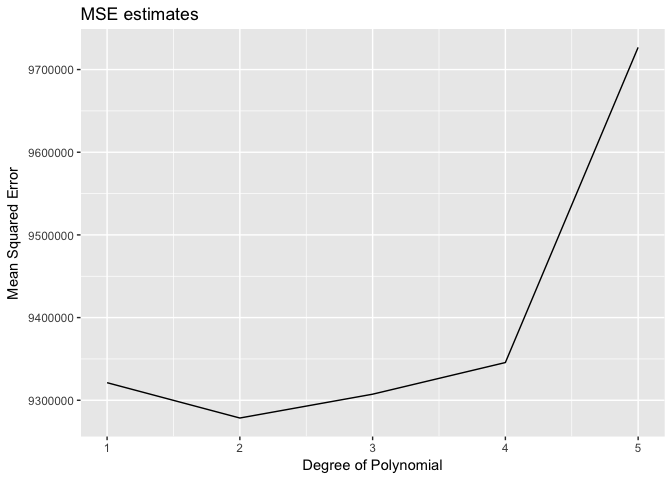 MSE estimates
Mean Squared Error
9700000
9600000
9500000
9400000
9300000
1 2 3 4 5
Degree of Polynomial